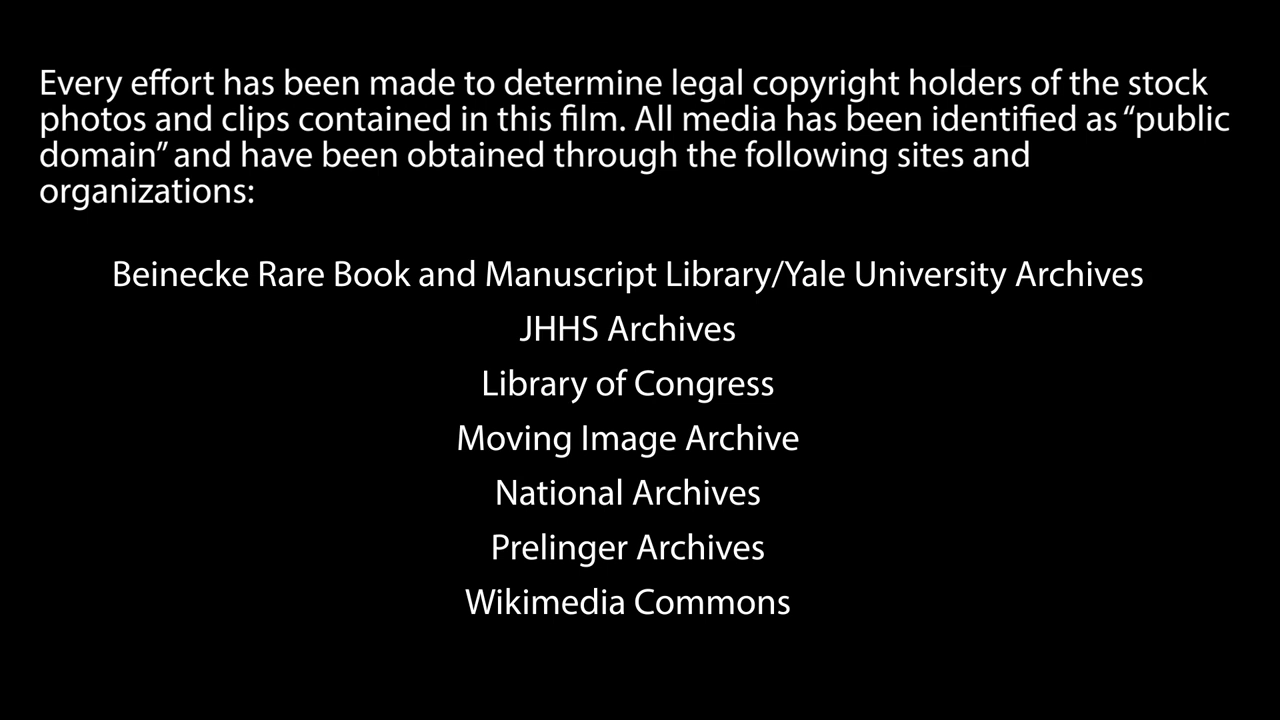 Every effort has been made to determine legal copyright holders of the stock
photos and clips contained in this film. All media has been identified as “public
domain” and have been obtained through the following sites and
organizations:
Beinecke Rare Book and Manuscript Library/Yale University Archives
JHHS Archives
Library of Congress
Moving Image Archive
National Archives
Prelinger Archives
Wikimedia Commons